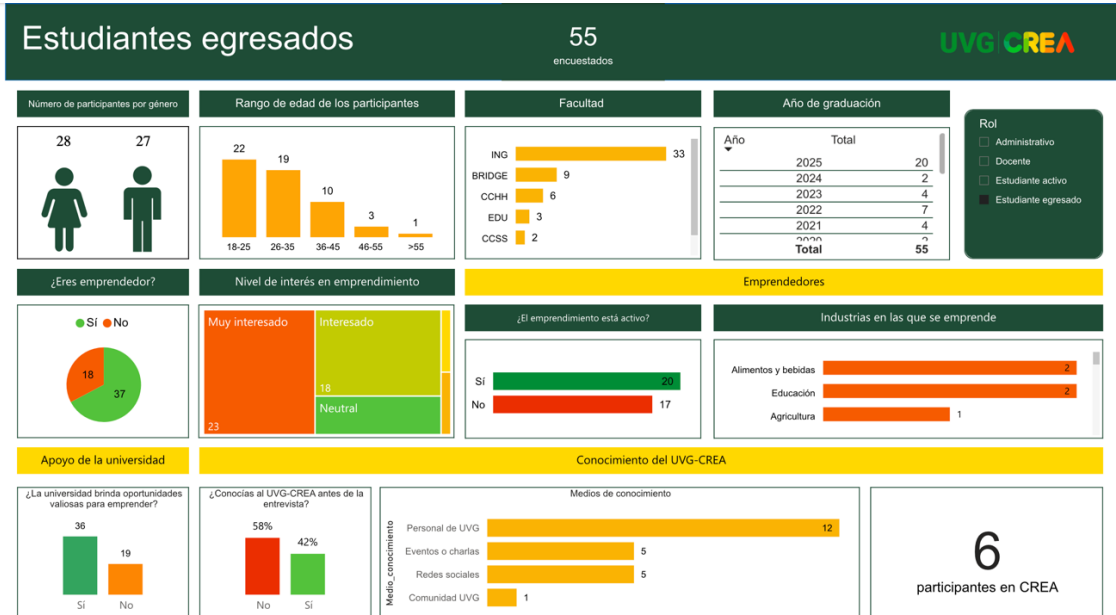 Estudiantes egresados
55
encuestados
UVG CREA
Número de participantes por género
28
27
Rango de edad de los participantes
22
19
10
3
1
18-25
26-35
36-45
46-55
>55
Facultad
ING
33
BRIDGE
9
CCHH
6
EDU
3
CCSS
2
Año de graduación
Año Total
2025 20
2024 2
2023 4
2022 7
2021 4
2020 2
Total 55
Rol
Administrativo
Docente
Estudiante activo
Estudiante egresado
¿Eres emprendedor?
Sí No
18
37
Nivel de interés en emprendimiento
Muy interesado
23
Interesado
18
Neutral
Emprendedores
¿El emprendimiento está activo?
Sí
20
No
17
Industrias en las que se emprende
Alimentos y bebidas
2
Educación
2
Agricultura
1
Apoyo de la universidad
¿La universidad brinda oportunidades
valiosas para emprender?
36
19
Sí
No
Conocimiento del UVG-CREA
¿Conocías al UVG-CREA antes de la
entrevista?
58%
42%
No
Sí
Medios de conocimiento
Medio_conocimiento
Personal de UVG
12
Eventos o charlas
5
Redes sociales
5
Comunidad UVG
1
6
participantes en CREA